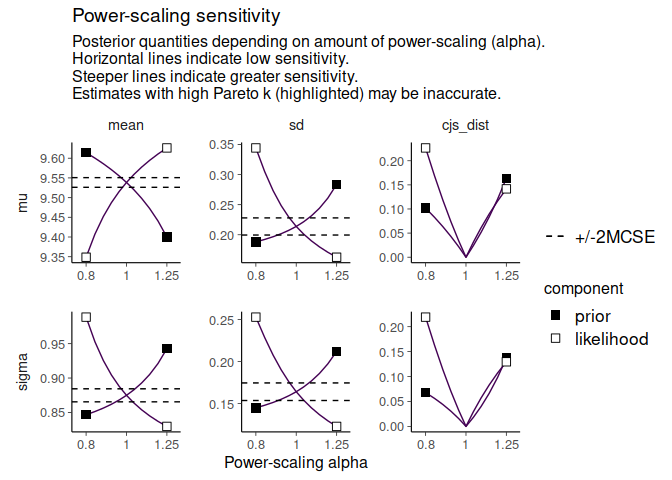 Power-scaling sensitivity
Posterior quantities depending on amount of power-scaling (alpha).
Horizontal lines indicate low sensitivity.
Steeper lines indicate greater sensitivity.
Estimates with high Pareto k (highlighted) may be inaccurate.
mean
sd
cjs_dist
mu
9.60
9.55
9.50
9.45
9.40
9.35
0.8
1
1.25
0.35
0.30
0.25
0.20
0.8
1
1.25
0.20
0.15
0.10
0.05
0.00
0.8
1
1.25
sigma
0.95
0.90
0.85
0.8
1
1.25
0.25
0.20
0.15
0.8
1
1.25
0.20
0.15
0.10
0.05
0.00
0.8
1
1.25
Power-scaling alpha
+/-2MCSE
component
prior
likelihood